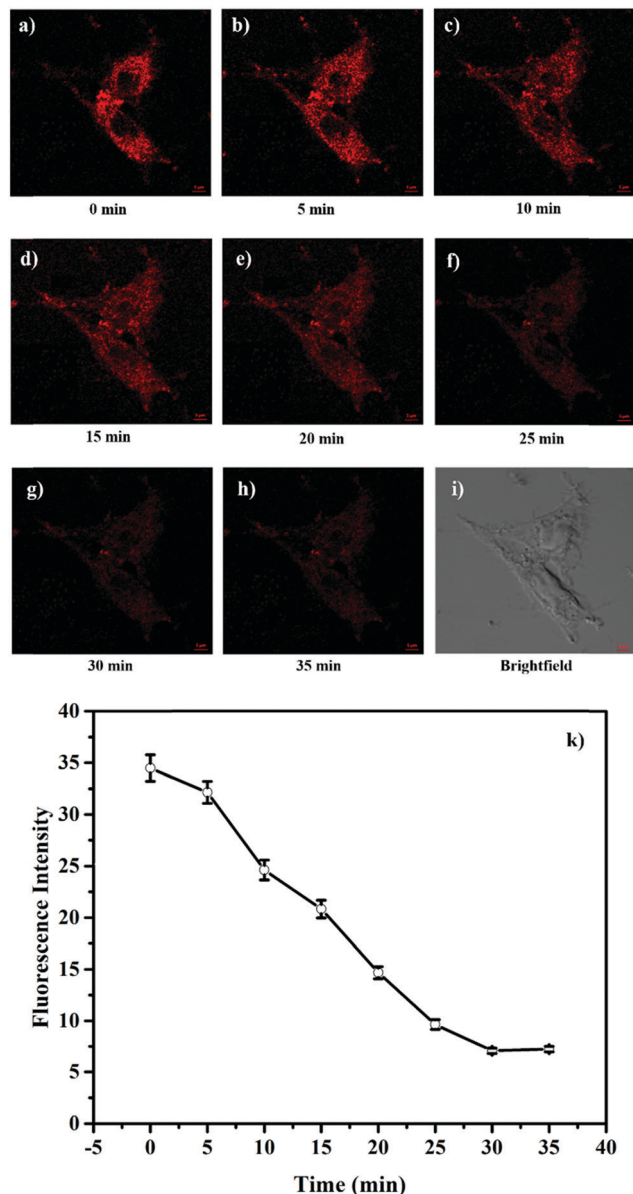 a) b) c)
0 min 5 min 10 min
d) e) f)
15 min 20 min 25 min
g) h) i)
30 min 35 min Brightfield
k)
40
35
30
25
20
15
10
5
0
Fluorescence Intensity
-5 0 5 10 15 20 25 30 35 40
Time (min)